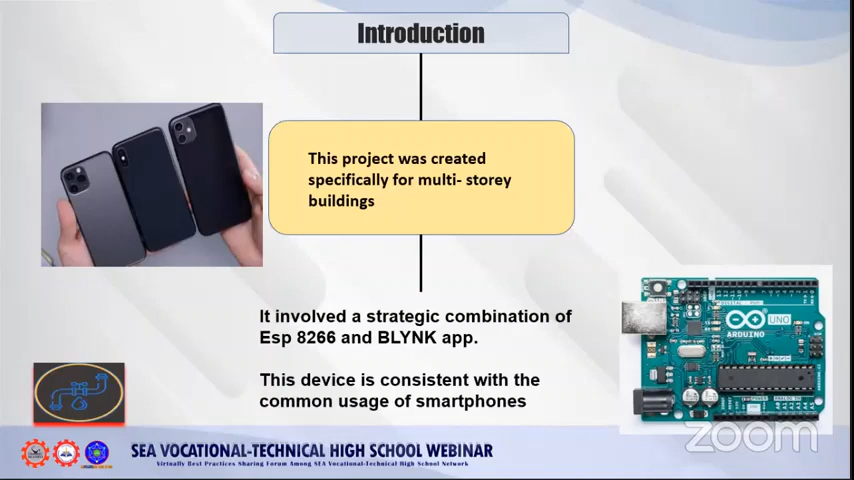 Introduction
This project was created
specifically for multi- storey
buildings
It involved a strategic combination of
Esp 8266 and BLYNK app.
This device is consistent with the
common usage of smartphones
UNO
ARDUINO
zoom
SEA VOCATIONAL-TECHNICAL HIGH SCHOOL WEBINAR
Virtually Best Practices Sharing Forum Among SEA Vocational-Technical High School Network